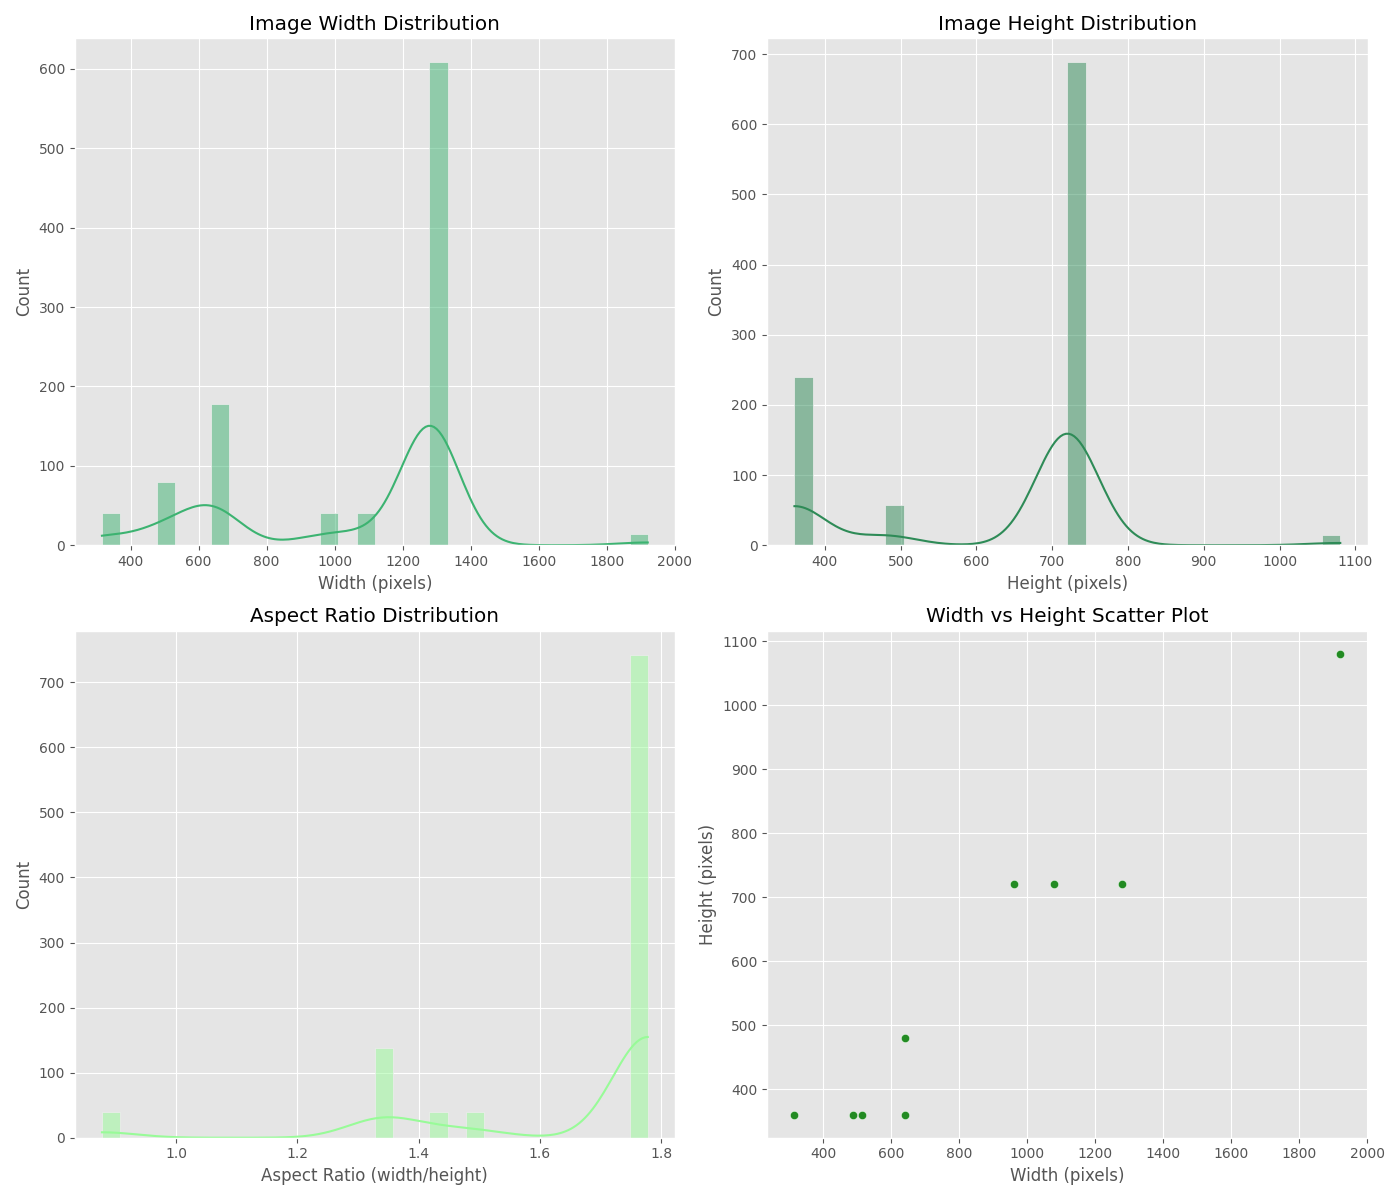 Image Width Distribution
600
500
400
300
200
100
0
Count
400 600 800 1000 1200 1400 1600 1800 2000
Width (pixels)
Image Height Distribution
700
600
500
400
300
200
100
0
Count
400 500 600 700 800 900 1000 1100
Height (pixels)
Aspect Ratio Distribution
700
600
500
400
300
200
100
0
Count
1.0 1.2 1.4 1.6 1.8
Aspect Ratio (width/height)
Width vs Height Scatter Plot
1100
1000
900
800
700
600
500
400
Height (pixels)
400 600 800 1000 1200 1400 1600 1800 2000
Width (pixels)